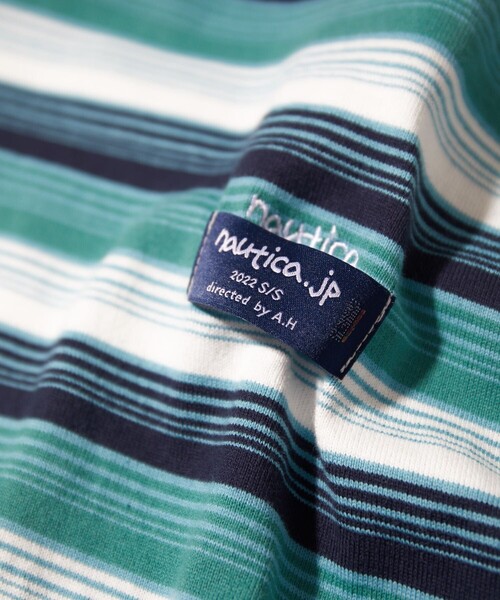 nautica
nautica.jp
2022 S/S
directed by A.H